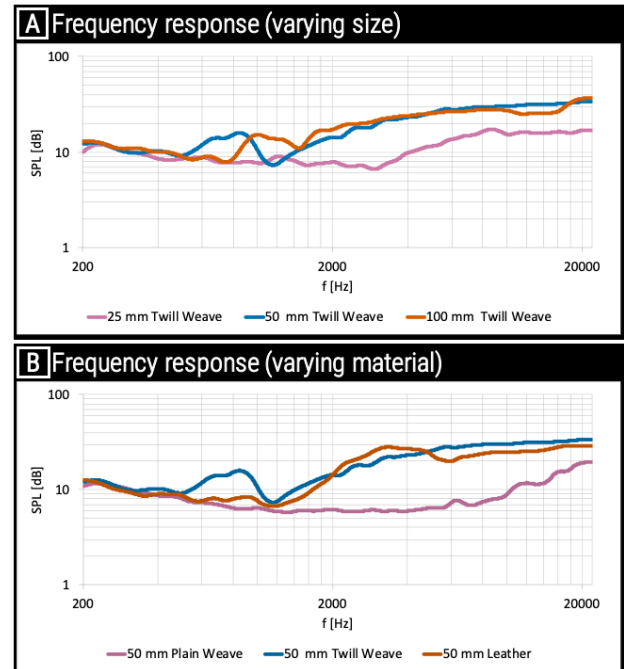 A Frequency response (varying size)
100
10
1
SPL [dB]
200 2000 20000
f [Hz]
25 mm Twill Weave 50 mm Twill Weave 100 mm Twill Weave
B Frequency response (varying material)
100
10
1
SPL [dB]
200 2000 20000
f [Hz]
50 mm Plain Weave 50 mm Twill Weave 50 mm Leather